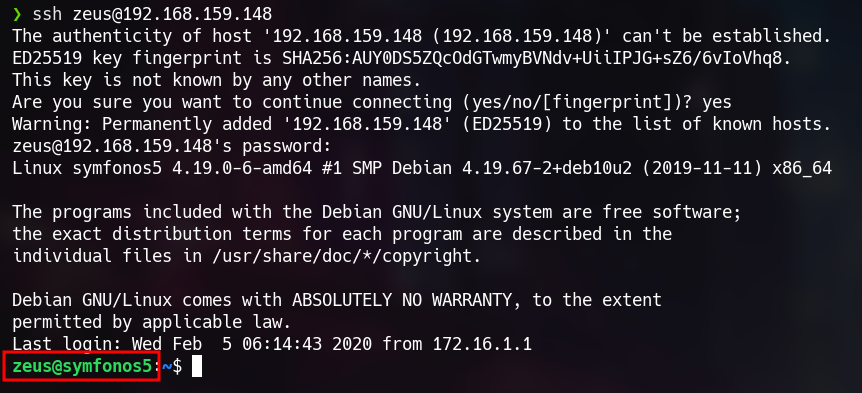 ❯ ssh zeus@192.168.159.148
The authenticity of host '192.168.159.148 (192.168.159.148)' can't be established.
ED25519 key fingerprint is SHA256:AUY0DS5ZQcOdGTwmyBVNdv+UiiIPJG+sZ6/6vIoVhq8.
This key is not known by any other names.
Are you sure you want to continue connecting (yes/no/[fingerprint])? yes
Warning: Permanently added '192.168.159.148' (ED25519) to the list of known hosts.
zeus@192.168.159.148's password:
Linux symfonos5 4.19.0-6-amd64 #1 SMP Debian 4.19.67-2+deb10u2 (2019-11-11) x86_64
The programs included with the Debian GNU/Linux system are free software;
the exact distribution terms for each program are described in the
individual files in /usr/share/doc/*/copyright.
Debian GNU/Linux comes with ABSOLUTELY NO WARRANTY, to the extent
permitted by applicable law.
Last login: Wed Feb  5 06:14:43 2020 from 172.16.1.1
zeus@symfonos5:~$